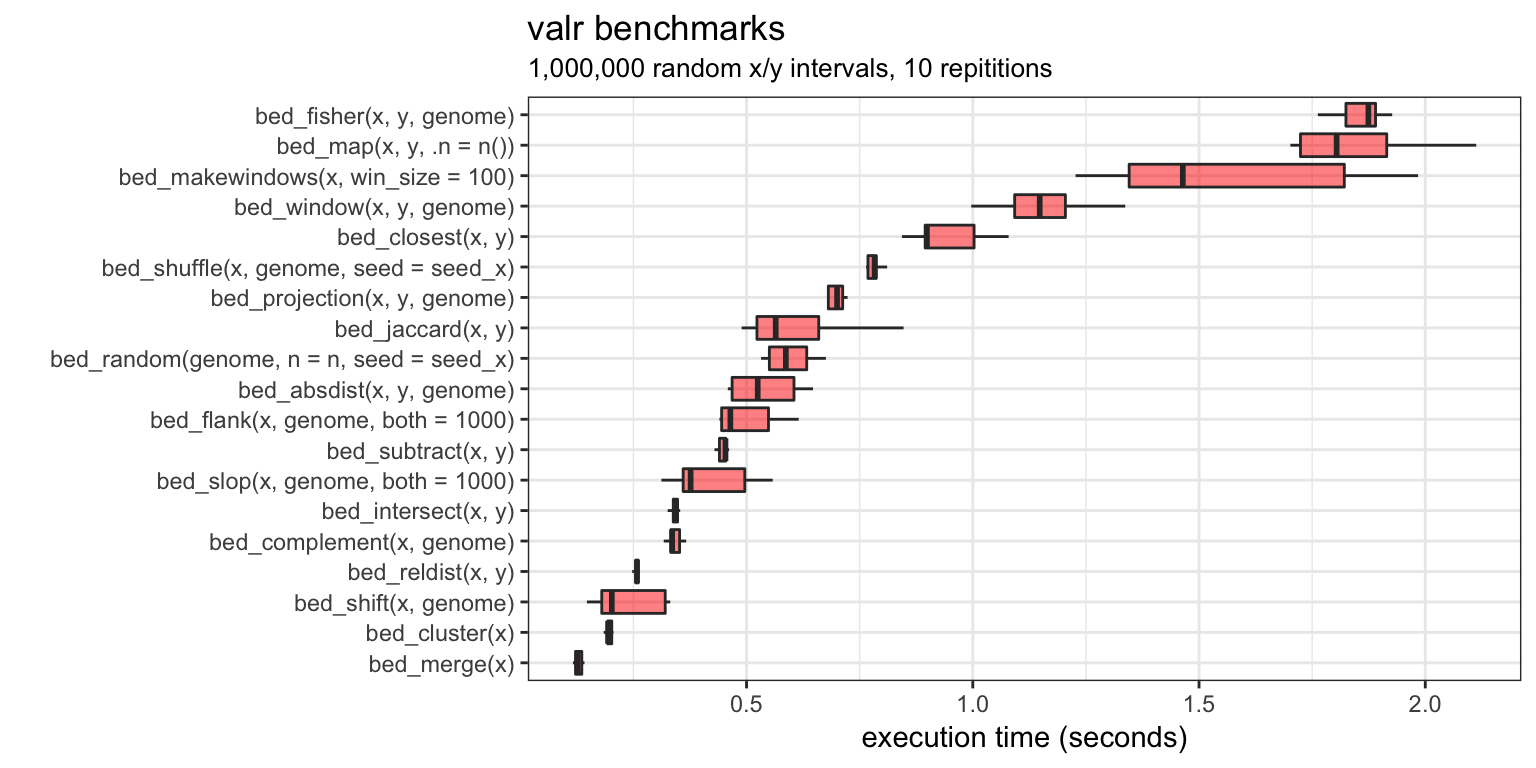 valr benchmarks
1,000,000 random x/y intervals, 10 repititions
bed_fisher(x, y, genome)
bed_map(x, y, .n = n())
bed_makewindows(x, win_size = 100)
bed_window(x, y, genome)
bed_closest(x, y)
bed_shuffle(x, genome, seed = seed_x)
bed_projection(x, y, genome)
bed_jaccard(x, y)
bed_random(genome, n = n, seed = seed_x)
bed_absdist(x, y, genome)
bed_flank(x, genome, both = 1000)
bed_subtract(x, y)
bed_slop(x, genome, both = 1000)
bed_intersect(x, y)
bed_complement(x, genome)
bed_reldist(x, y)
bed_shift(x, genome)
bed_cluster(x)
bed_merge(x)
0.5 1.0 1.5 2.0
execution time (seconds)